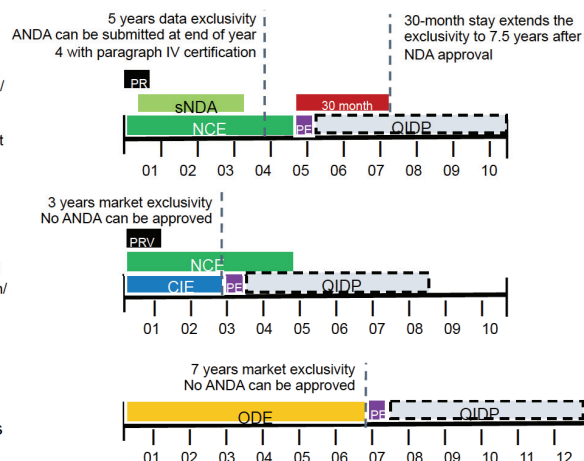 5 years data exclusivity
ANDA can be submitted at end of year
4 with paragraph IV certification
30-month stay extends the
exclusivity to 7.5 years after
NDA approval
PR
sNDA
30 month
NCE
PE
QIDP
01 02 03 04 05 06 07 08 09 10
3 years market exclusivity
No ANDA can be approved
PRV
NCE
CIE
PE
QIDP
01 02 03 04 05 06 07 08 09 10
7 years market exclusivity
No ANDA can be approved
ODE
PE
QIDP
01 02 03 04 05 06 07 08 09 10 11 12